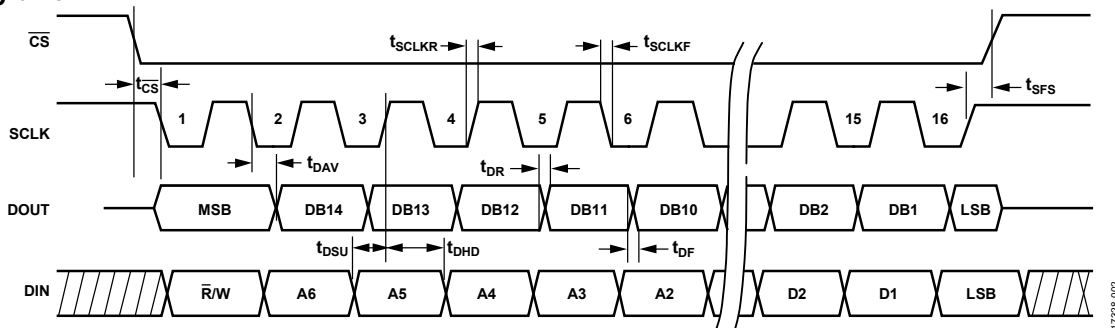 CS
tSCLKR
tSCLKF
tCS
tSFS
SCLK
1 2 3 4 5 6 15 16
tDAV
tDR
DOUT
MSB DB14 DB13 DB12 DB11 DB10 DB2 DB1 LSB
tDSU
tDHD
tDF
DIN
R/W A6 A5 A4 A3 A2 D2 D1 LSB